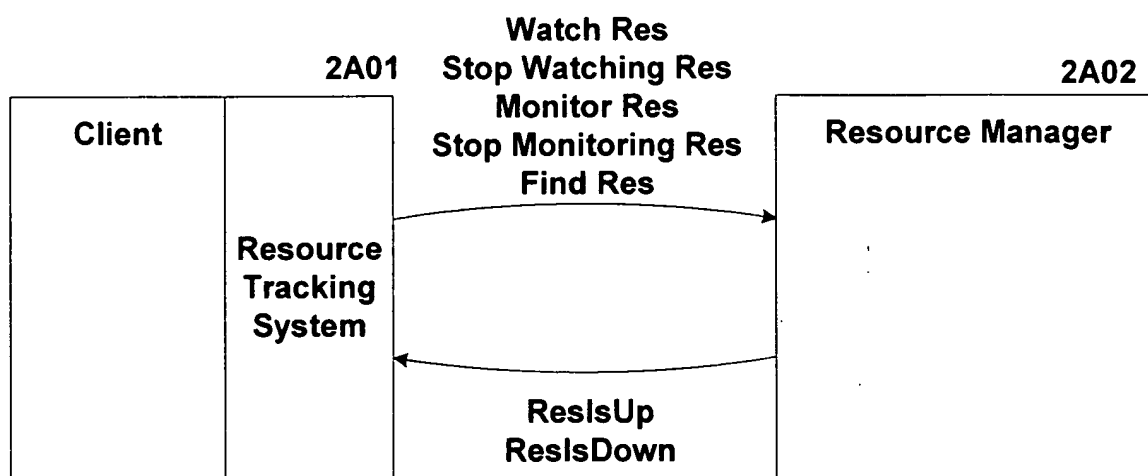 Watch Res
2A01
Stop Watching Res
2A02
Client
Monitor Res
Resource Manager
Stop Monitoring Res
Find Res
Resource
Tracking
System
ResIsUp
ResIsDown